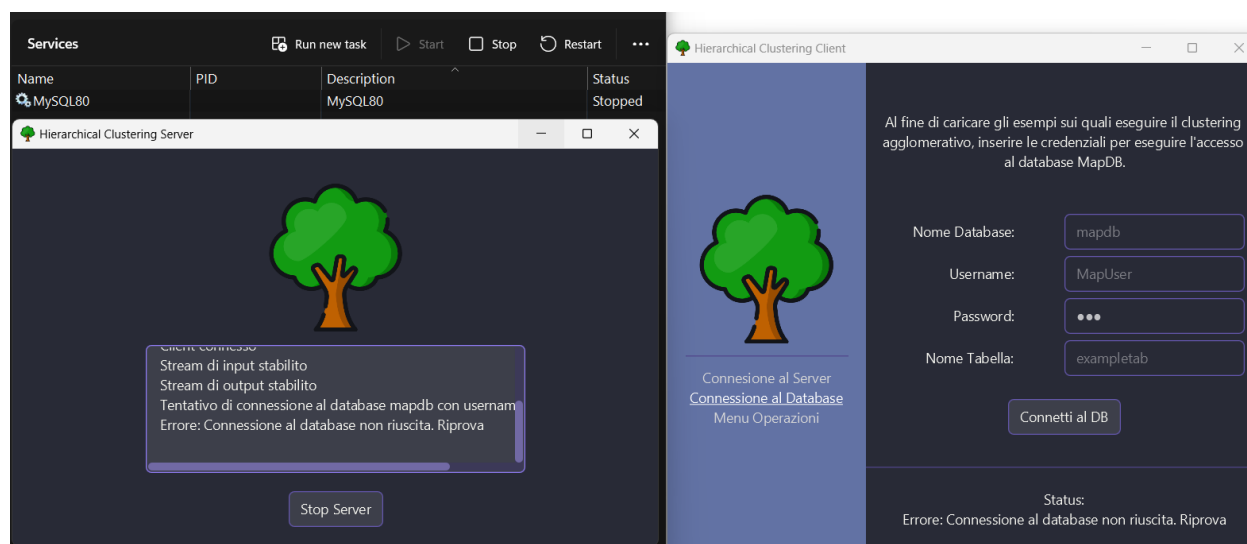 Services
Run new task
Start
Stop
Restart
Name PID Description Status
MySQL80 MySQL80 Stopped
Hierarchical Clustering Server
Client connesso
Stream di input stabilito
Stream di output stabilito
Tentativo di connessione al database mapdb con usernam
Errore: Connessione al database non riuscita. Riprova
Stop Server
Hierarchical Clustering Client
Connesione al Server
Connessione al Database
Menu Operazioni
Al fine di caricare gli esempi sui quali eseguire il clustering
agglomerativo, inserire le credenziali per eseguire l'accesso
al database MapDB.
Nome Database: mapdb
Username: MapUser
Password: ●●●
Nome Tabella: exampletab
Connetti al DB
Status:
Errore: Connessione al database non riuscita. Riprova